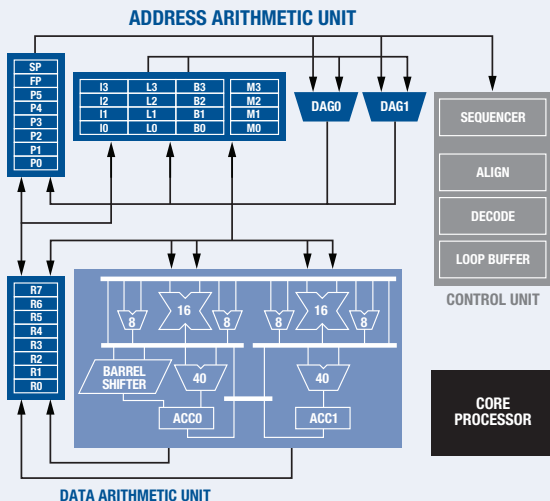 ADDRESS ARITHMETIC UNIT
SP
FP
P5
P4
P3
P2
P1
P0
I3 L3 B3 M3
I2 L2 B2 M2
I1 L1 B1 M1
I0 L0 B0 M0
DAG0
DAG1
SEQUENCER
ALIGN
DECODE
LOOP BUFFER
CONTROL UNIT
R7
R6
R5
R4
R3
R2
R1
R0
8 16 8 8 16 8
BARREL
SHIFTER
40 40
ACC0 ACC1
CORE
PROCESSOR
DATA ARITHMETIC UNIT